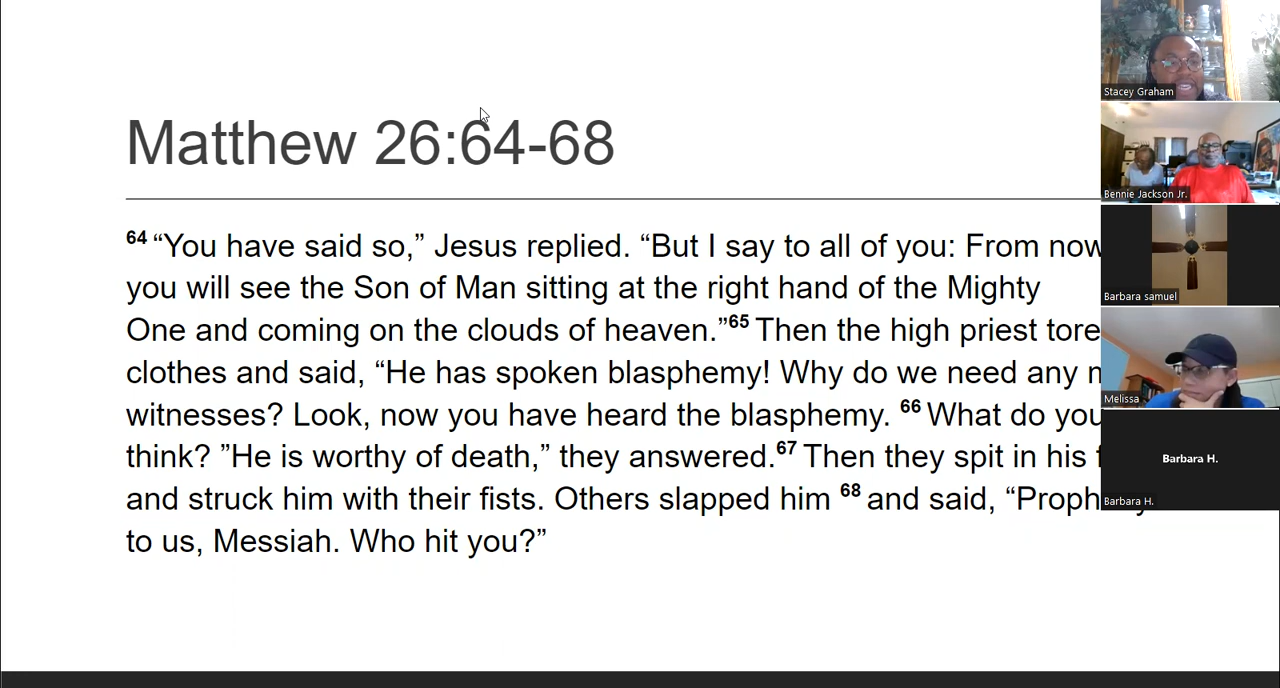 Matthew 26:64-68
64 “You have said so,” Jesus replied. “But I say to all of you: From now
you will see the Son of Man sitting at the right hand of the Mighty
One and coming on the clouds of heaven.”65 Then the high priest tore
clothes and said, “He has spoken blasphemy! Why do we need any
witnesses? Look, now you have heard the blasphemy. 66 What do you
think? ”He is worthy of death,” they answered.67 Then they spit in his
and struck him with their fists. Others slapped him 68 and said, “Proph
to us, Messiah. Who hit you?”
Stacey Graham
Bennie Jackson Jr.
Barbara samuel
Melissa
Barbara H.
Barbara H.